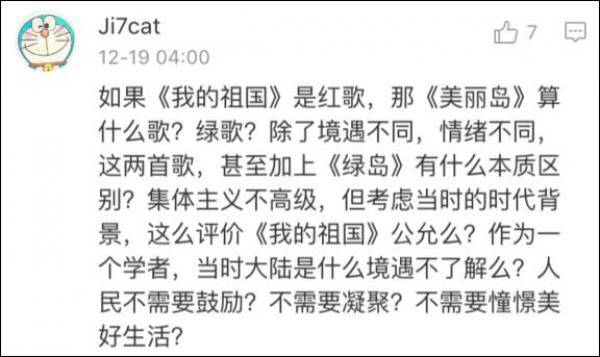 Ji7cat
7
12-19 04:00
如果《我的祖国》是红歌，那《美丽岛》算
什么歌？绿歌？除了境遇不同，情绪不同，
这两首歌，甚至加上《绿岛》有什么本质区
别？集体主义不高级，但考虑当时的时代背
景，这么评价《我的祖国》公允么？作为一
个学者，当时大陆是什么境遇不了解么？人
民不需要鼓励？不需要凝聚？不需要憧憬美
好生活？